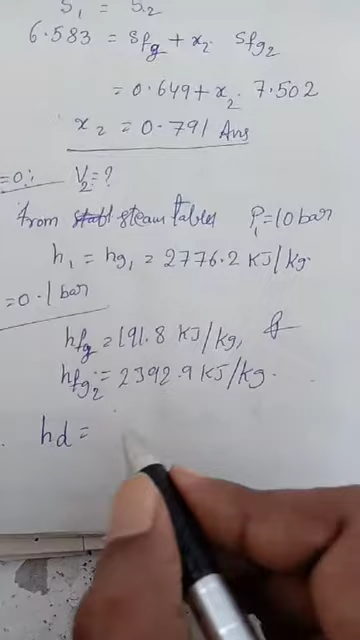 S₁ = S₂
6.583 = Sfg + x₂ Sfg₂
= 0.649 + x₂ 7.502
x₂ = 0.791 Ans
=0: V₂=?
from steam tables P₁=10 bar
h₁ = hg₁ = 2776.2 KJ/kg.
=0.1 bar
hfg = 191.8 KJ/kg, &
hfg₂ = 2392.9 KJ/kg.
hd =